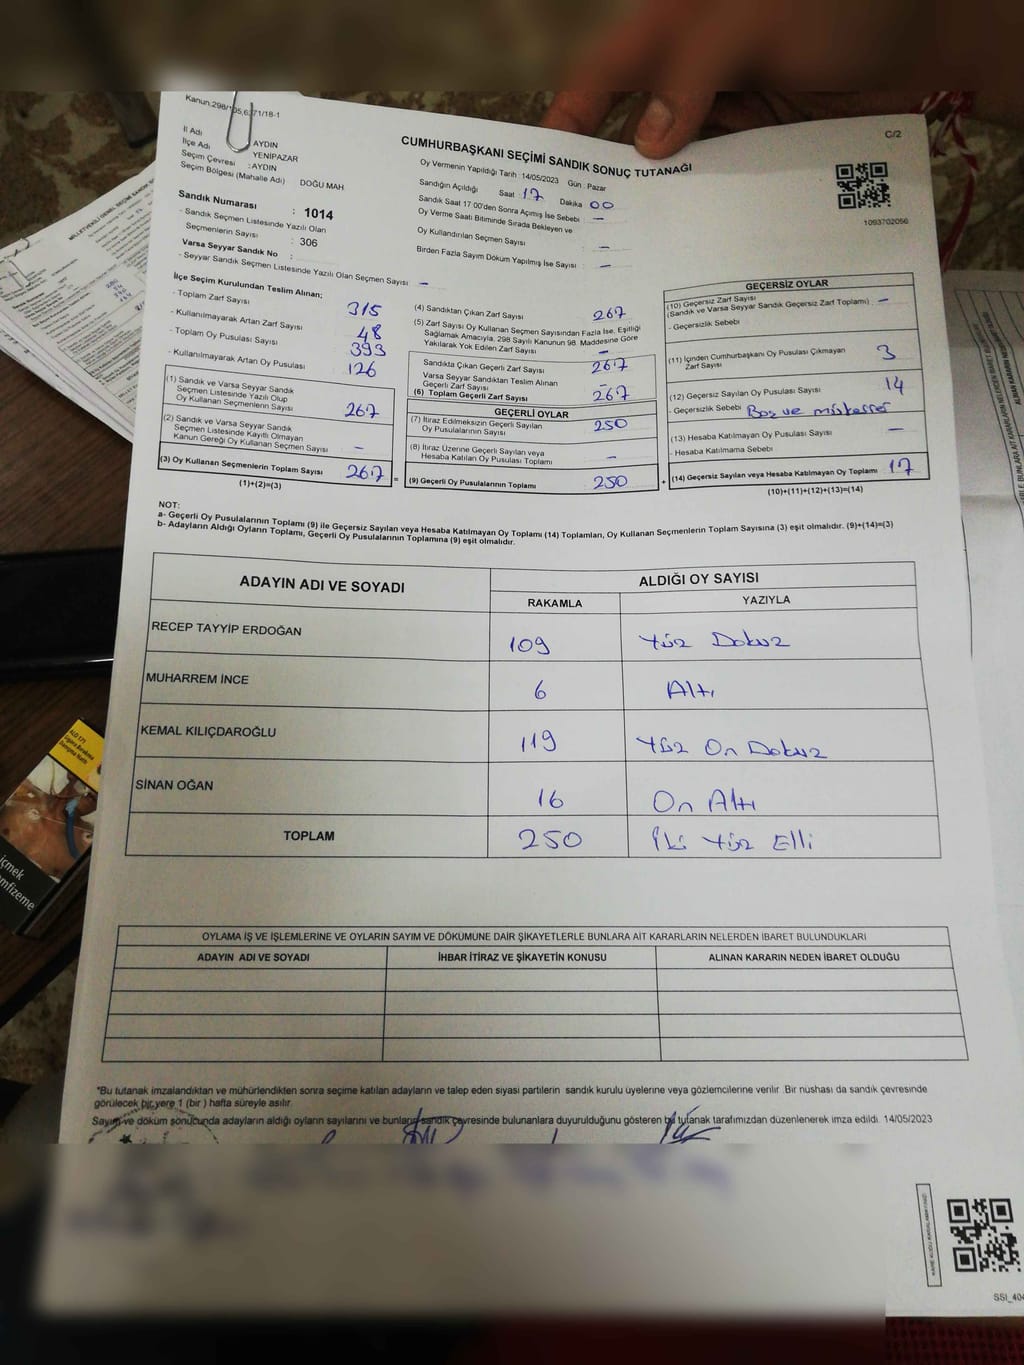 Kanun:298/105,6271/18-1
C/2
CUMHURBAŞKANI SEÇİMİ SANDIK SONUÇ TUTANAĞI
İl Adı : AYDIN
İlçe Adı : YENİPAZAR
Seçim Çevresi : AYDIN
Seçim Bölgesi (Mahalle Adı) DOĞU MAH.
Sandık Numarası : 1014
- Sandık Seçmen Listesinde Yazılı Olan
Seçmenlerin Sayısı : 306
Varsa Seyyar Sandık No :
- Seyyar Sandık Seçmen Listesinde Yazılı Olan Seçmen Sayısı : —
Oy Vermenin Yapıldığı Tarih :14/05/2023 Gün : Pazar
Sandığın Açıldığı Saat 17 Dakika 00
Sandık Saat 17:00'den Sonra Açılmış İse Sebebi —
Oy Verme Saati Bitiminde Sırada Bekleyen ve
Oy Kullandırılan Seçmen Sayısı : —
Birden Fazla Sayım Döküm Yapılmış İse Sayısı : —
1093702056
İlçe Seçim Kurulundan Teslim Alınan;
- Toplam Zarf Sayısı 315
- Kullanılmayarak Artan Zarf Sayısı 48
- Toplam Oy Pusulası Sayısı 393
- Kullanılmayarak Artan Oy Pusulası 126
(1) Sandık ve Varsa Seyyar Sandık
Seçmen Listesinde Yazılı Olup
Oy Kullanan Seçmenlerin Sayısı 267
(2) Sandık ve Varsa Seyyar Sandık
Seçmen Listesinde Kayıtlı Olmayan
Kanun Gereği Oy Kullanan Seçmen Sayısı —
(3) Oy Kullanan Seçmenlerin Toplam Sayısı 267
(1)+(2)=(3)
(4) Sandıktan Çıkan Zarf Sayısı 267
(5) Zarf Sayısı Oy Kullanan Seçmen Sayısından Fazla İse, Eşitliği
Sağlamak Amacıyla, 298 Sayılı Kanunun 98. Maddesine Göre
Yakılarak Yok Edilen Zarf Sayısı —
Sandıkta Çıkan Geçerli Zarf Sayısı 267
Varsa Seyyar Sandıktan Teslim Alınan
Geçerli Zarf Sayısı —
(6) Toplam Geçerli Zarf Sayısı 267
GEÇERLİ OYLAR
(7) İtiraz Edilmeksizin Geçerli Sayılan
Oy Pusulalarının Sayısı 250
(8) İtiraz Üzerine Geçerli Sayılan veya
Hesaba Katılan Oy Pusulası Toplamı —
= (9) Geçerli Oy Pusulalarının Toplamı 250 +
GEÇERSİZ OYLAR
(10) Geçersiz Zarf Sayısı
(Sandık ve Varsa Seyyar Sandık Geçersiz Zarf Toplamı) —
- Geçersizlik Sebebi
(11) İçinden Cumhurbaşkanı Oy Pusulası Çıkmayan
Zarf Sayısı 3
(12) Geçersiz Sayılan Oy Pusulası Sayısı 14
- Geçersizlik Sebebi Boş ve mükerrer
(13) Hesaba Katılmayan Oy Pusulası Sayısı —
- Hesaba Katılmama Sebebi
(14) Geçersiz Sayılan veya Hesaba Katılmayan Oy Toplamı 17
(10)+(11)+(12)+(13)=(14)
NOT:
a- Geçerli Oy Pusulalarının Toplamı (9) ile Geçersiz Sayılan veya Hesaba Katılmayan Oy Toplamı (14) Toplamları, Oy Kullanan Seçmenlerin Toplam Sayısına (3) eşit olmalıdır. (9)+(14)=(3)
b- Adayların Aldığı Oyların Toplamı, Geçerli Oy Pusulalarının Toplamına (9) eşit olmalıdır.
ADAYIN ADI VE SOYADI ALDIĞI OY SAYISI
RAKAMLA YAZIYLA
RECEP TAYYİP ERDOĞAN 109 Yüz Dokuz
MUHARREM İNCE 6 Altı
KEMAL KILIÇDAROĞLU 119 Yüz On Dokuz
SİNAN OĞAN 16 On Altı
TOPLAM 250 İki Yüz Elli
OYLAMA İŞ VE İŞLEMLERİNE VE OYLARIN SAYIM VE DÖKÜMÜNE DAİR ŞİKAYETLERLE BUNLARA AİT KARARLARIN NELERDEN İBARET BULUNDUKLARI
ADAYIN ADI VE SOYADI İHBAR İTİRAZ VE ŞİKAYETİN KONUSU ALINAN KARARIN NEDEN İBARET OLDUĞU
*Bu tutanak imzalandıktan ve mühürlendikten sonra seçime katılan adayların ve talep eden siyasi partilerin sandık kurulu üyelerine veya gözlemcilerine verilir .Bir nüshası da sandık çevresinde
görülecek bir yere 1 (bir ) hafta süreyle asılır.
Sayım ve döküm sonucunda adayların aldığı oyların sayılarını ve bunların sandık çevresinde bulunanlara duyurulduğunu gösteren bu tutanak tarafımızdan düzenlenerek imza edildi. 14/05/2023
ALO 171
içmek
mfizeme